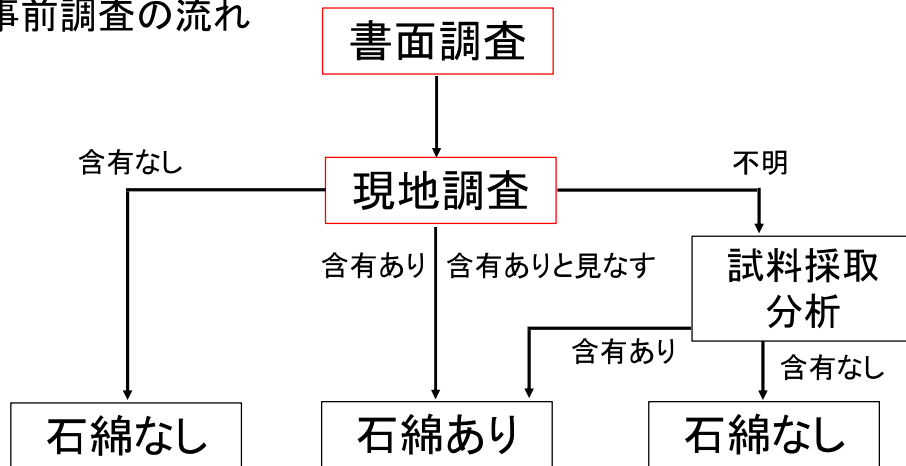 事前調査の流れ
書面調査
含有なし
現地調査
不明
含有あり
含有ありと見なす
試料採取
分析
含有あり
含有なし
石綿なし
石綿あり
石綿なし